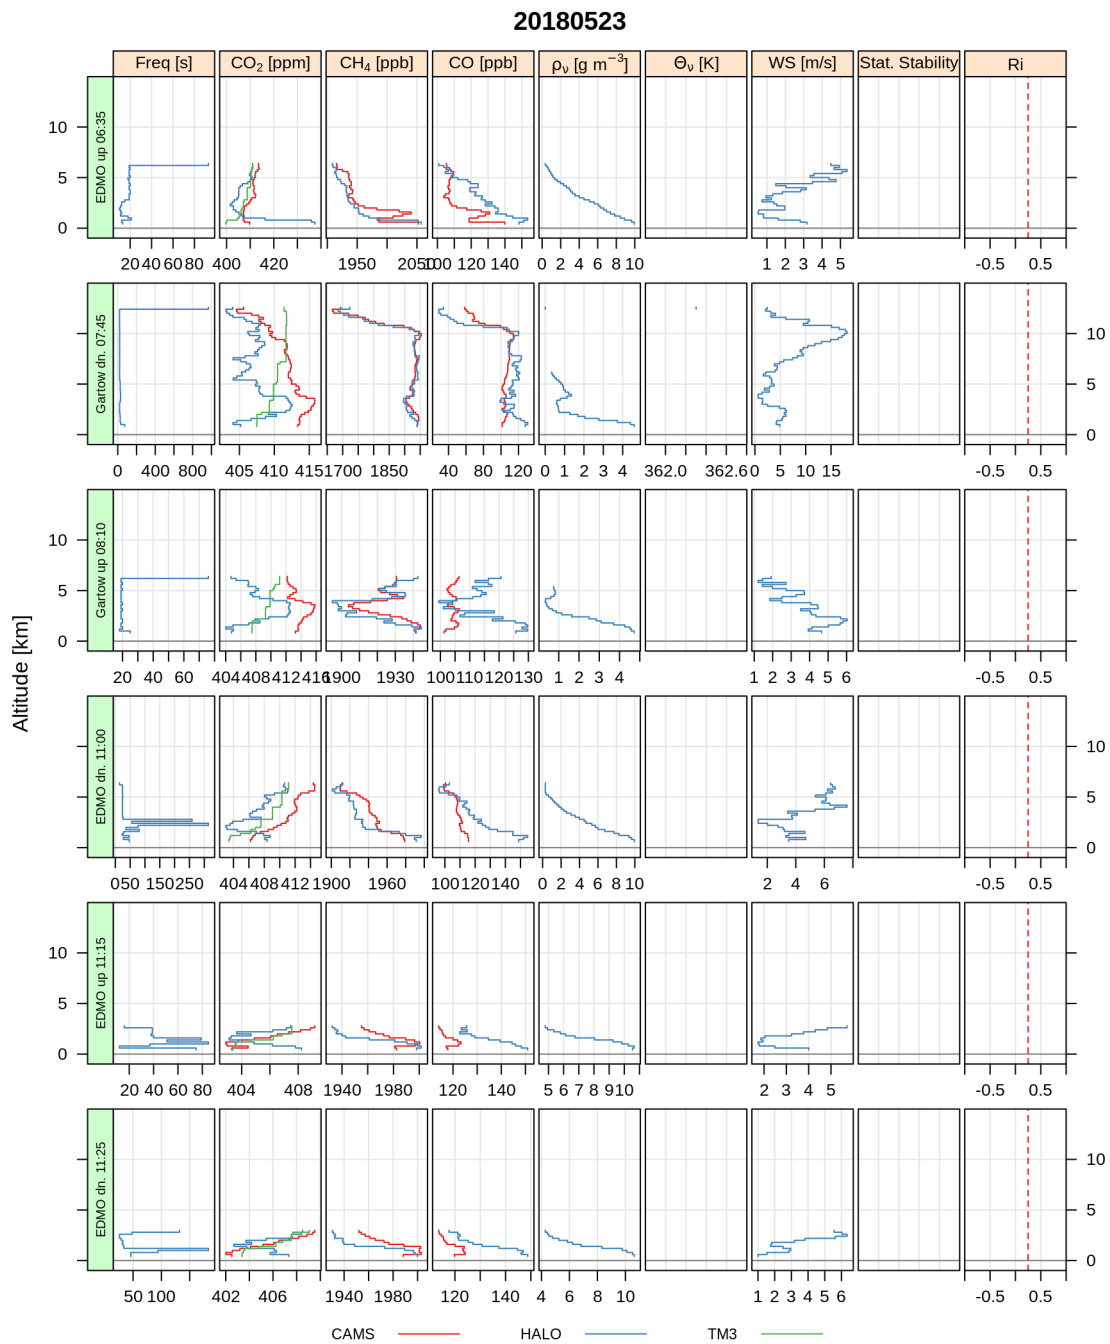 20180523
Freq [s] CO₂ [ppm] CH₄ [ppb] CO [ppb] ρᵥ [g m⁻³] Θᵥ [K] WS [m/s] Stat. Stability Ri
EDMO up 06:35
10
5
0
20 40 60 80 400 420 1950 2050 100 120 140 0 2 4 6 8 10 1 2 3 4 5 -0.5 0.5
Gartow dn. 07:45
10
5
0
0 400 800 405 410 415 1700 1850 40 80 120 0 1 2 3 4 362.0 362.6 0 5 10 15 -0.5 0.5
Gartow up 08:10
10
5
0
20 40 60 404 408 412 416 1900 1930 100 110 120 130 1 2 3 4 1 2 3 4 5 6 -0.5 0.5
Altitude [km]
EDMO dn. 11:00
10
5
0
0 50 150 250 404 408 412 1900 1960 100 120 140 0 2 4 6 8 10 2 4 6 -0.5 0.5
EDMO up 11:15
10
5
0
20 40 60 80 404 408 1940 1980 120 140 5 6 7 8 9 10 2 3 4 5 -0.5 0.5
EDMO dn. 11:25
10
5
0
50 100 402 406 1940 1980 120 140 4 6 8 10 1 2 3 4 5 6 -0.5 0.5
CAMS HALO TM3